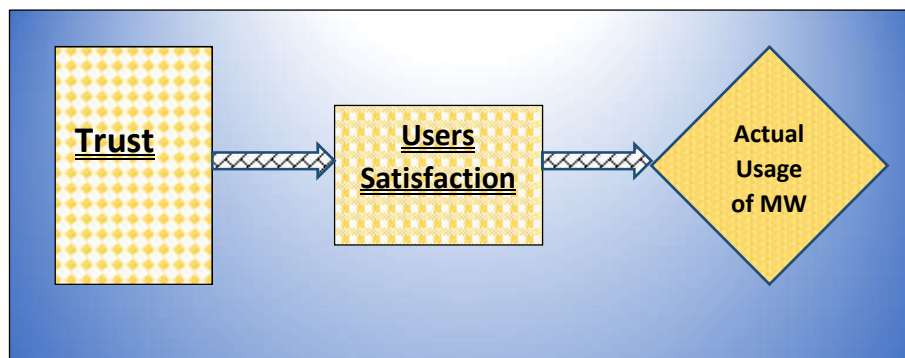 Trust
Users
Satisfaction
Actual
Usage
of MW